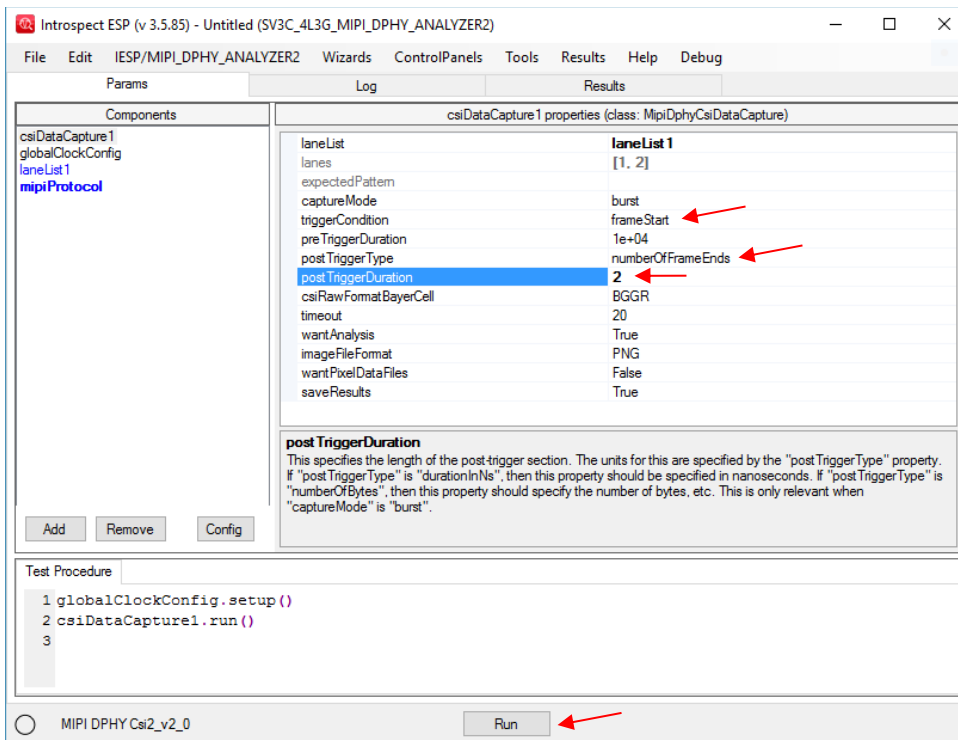 Introspect ESP (v 3.5.85) - Untitled (SV3C_4L3G_MIPI_DPHY_ANALYZER2)
File Edit IESP/MIPI_DPHY_ANALYZER2 Wizards ControlPanels Tools Results Help Debug
Params Log Results
Components
csiDataCapture1
globalClockConfig
laneList1
mipiProtocol
Add Remove Config
csiDataCapture1 properties (class: MipiDphyCsiDataCapture)
laneList laneList1
lanes [1, 2]
expectedPattern
captureMode burst
triggerCondition frameStart
preTriggerDuration 1e+04
postTriggerType numberOfFrameEnds
postTriggerDuration 2
csiRawFormatBayerCell BGGR
timeout 20
wantAnalysis True
imageFileFormat PNG
wantPixelDataFiles False
saveResults True
postTriggerDuration
This specifies the length of the post-trigger section. The units for this are specified by the "postTriggerType" property.
If "postTriggerType" is "durationInNs", then this property should be specified in nanoseconds. If "postTriggerType" is
"numberOfBytes", then this property should specify the number of bytes, etc. This is only relevant when
"captureMode" is "burst".
Test Procedure
1 globalClockConfig.setup()
2 csiDataCapture1.run()
3
MIPI DPHY Csi2_v2_0 Run